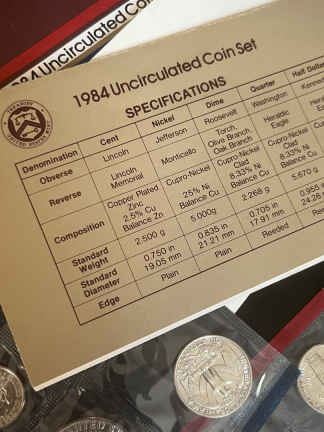 1984 Uncirculated Coin Set
1984 Uncirculated Coin Set
SPECIFICATIONS
Denomination Cent Nickel Dime Quarter Half Dollar
Obverse Lincoln Jefferson Roosevelt Washington
Reverse Lincoln Memorial Monticello Torch, Olive Branch, Oak Branch Heraldic Eagle
Composition Copper Plated Zinc 2.5% Cu Balance Zn Cupro-Nickel 25% Ni Balance Cu Cupro Nickel Clad 8.33% Ni Balance Cu Cupro-Nickel Clad 8.33% Ni Balance Cu
Standard Weight 2.500 g 5.000g 2.268 g 5.670 g
Standard Diameter 0.750 in 19.05 mm 0.835 in 21.21 mm 0.705 in 17.91 mm 0.955 24.26
Edge Plain Plain Reeded